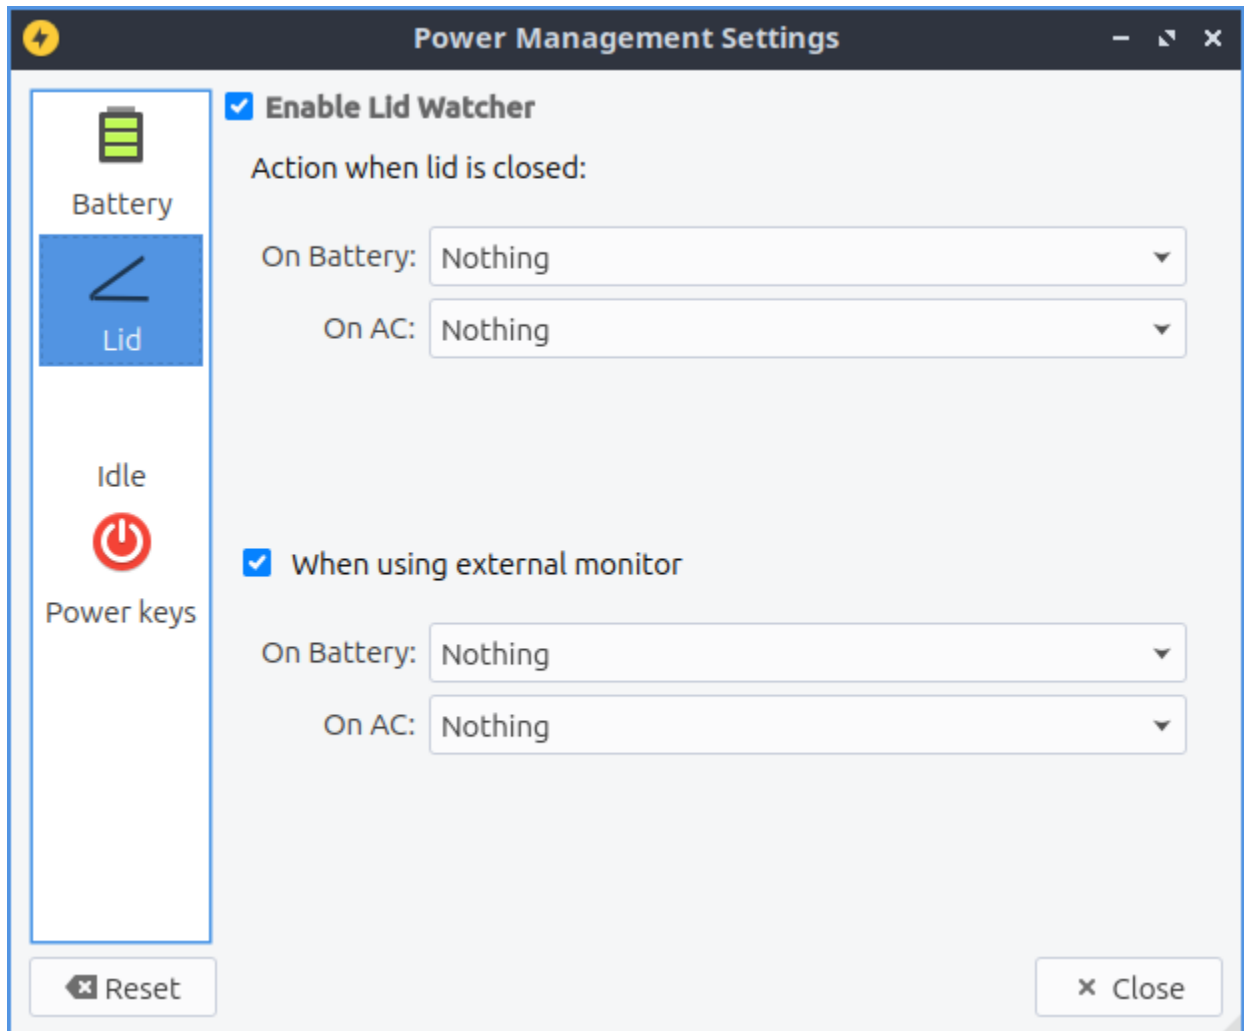 Power Management Settings
Battery
Lid
Idle
Power keys
Enable Lid Watcher
Action when lid is closed:
On Battery: Nothing
On AC: Nothing
When using external monitor
On Battery: Nothing
On AC: Nothing
Reset
Close